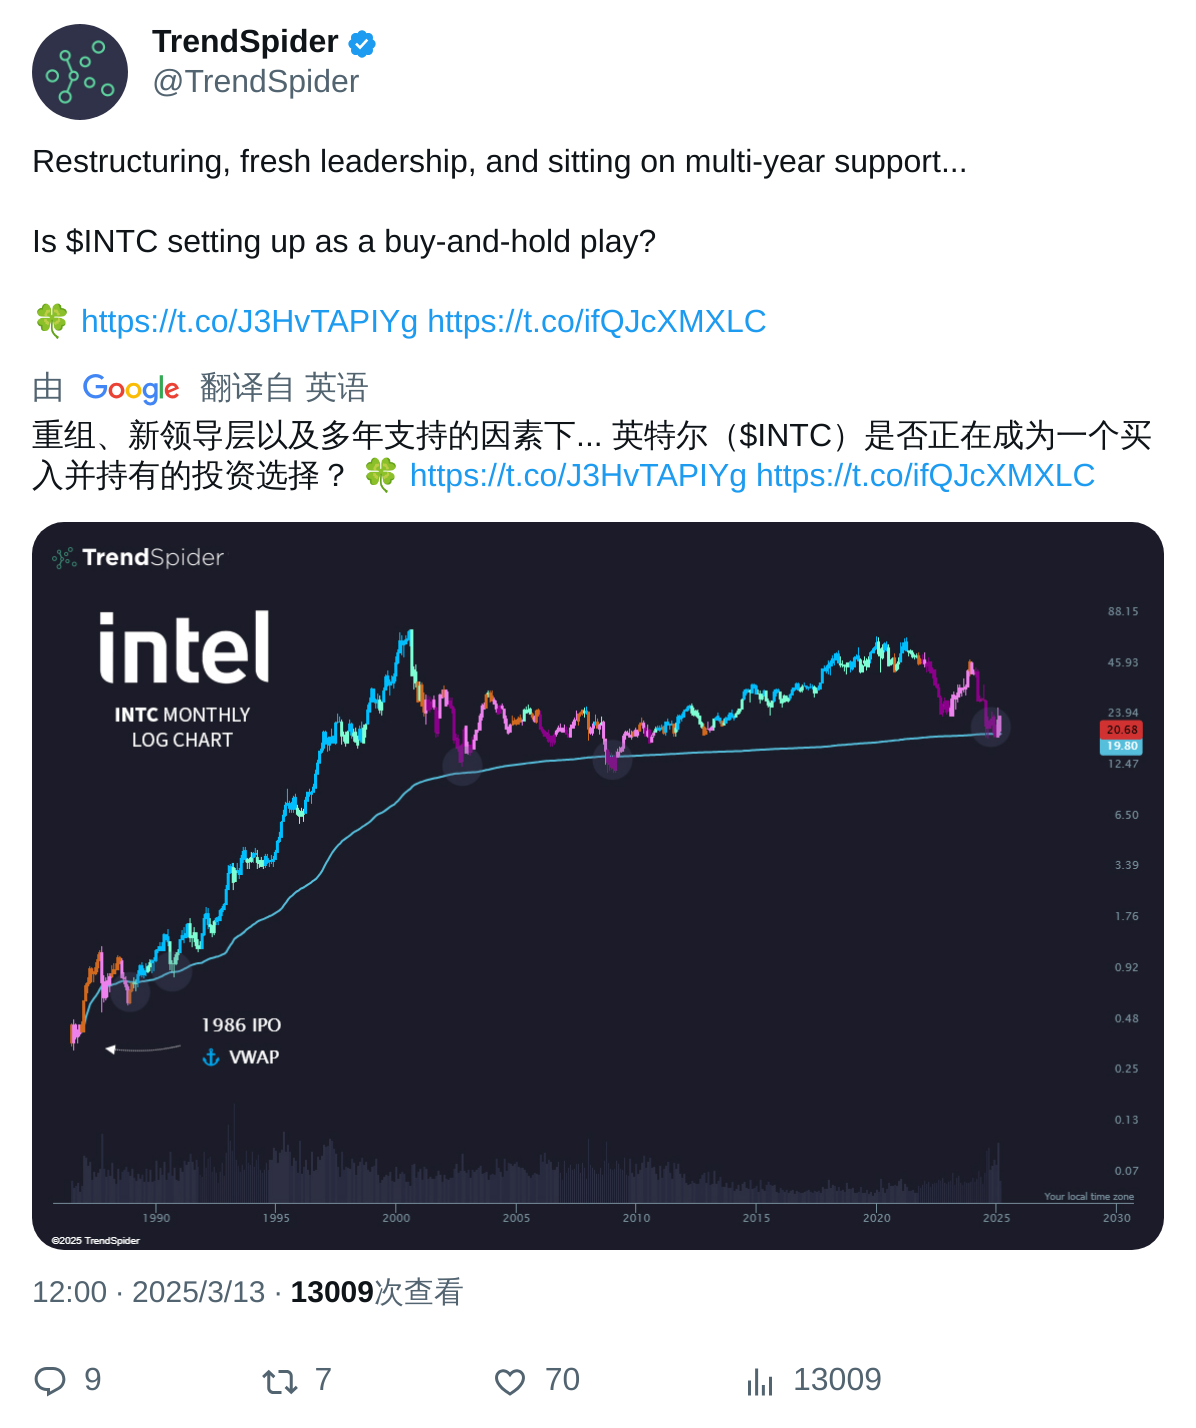 TrendSpider
@TrendSpider
Restructuring, fresh leadership, and sitting on multi-year support...
Is $INTC setting up as a buy-and-hold play?
🍀 https://t.co/J3HvTAPIYg https://t.co/ifQJcXMXLC
由 Google 翻译自 英语
重组、新领导层以及多年支持的因素下... 英特尔（$INTC）是否正在成为一个买
入并持有的投资选择？ 🍀 https://t.co/J3HvTAPIYg https://t.co/ifQJcXMXLC
TrendSpider
intel
INTC MONTHLY
LOG CHART
88.15
45.93
23.94
20.68
19.80
12.47
6.50
3.39
1.76
0.92
0.48
0.25
0.13
0.07
1986 IPO
⚓ VWAP
Your local time zone
1990 1995 2000 2005 2010 2015 2020 2025 2030
©2025 TrendSpider
12:00 · 2025/3/13 · 13009次查看
9 7 70 13009